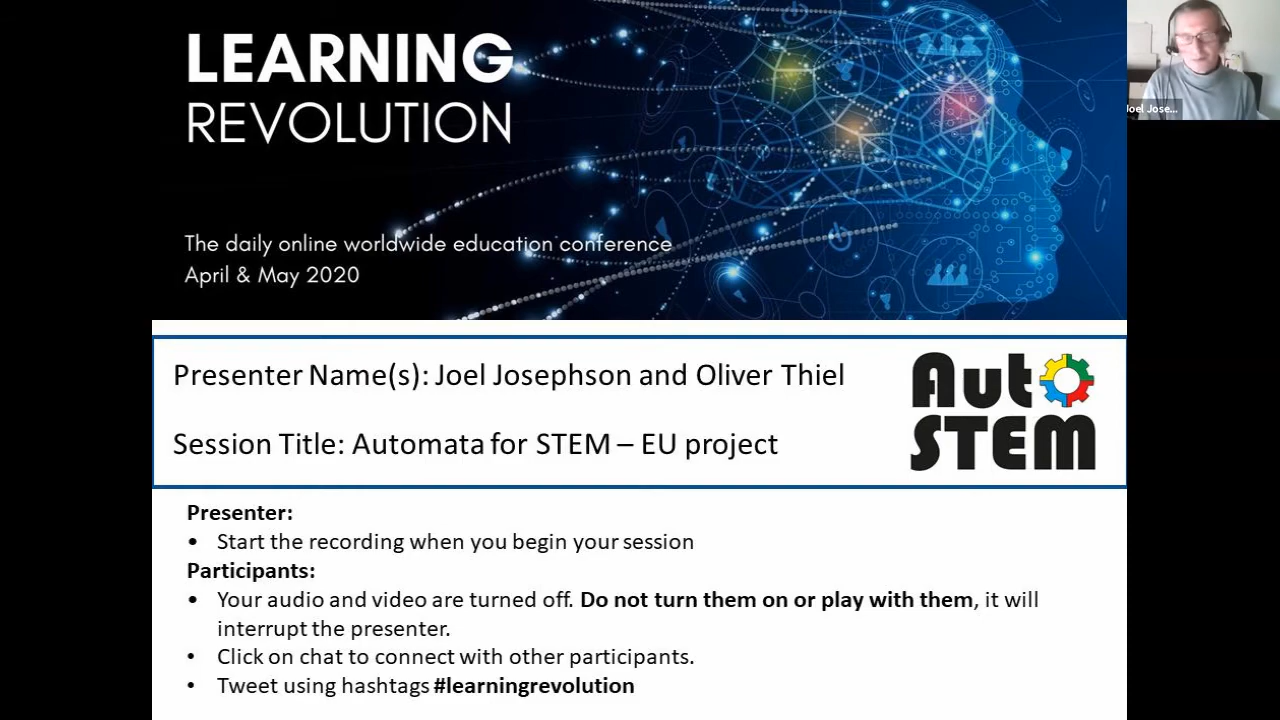 LEARNING
REVOLUTION
The daily online worldwide education conference
April & May 2020
Joel Jose...
Presenter Name(s): Joel Josephson and Oliver Thiel
Session Title: Automata for STEM – EU project
Aut
STEM
Presenter:
• Start the recording when you begin your session
Participants:
• Your audio and video are turned off. Do not turn them on or play with them, it will
interrupt the presenter.
• Click on chat to connect with other participants.
• Tweet using hashtags #learningrevolution